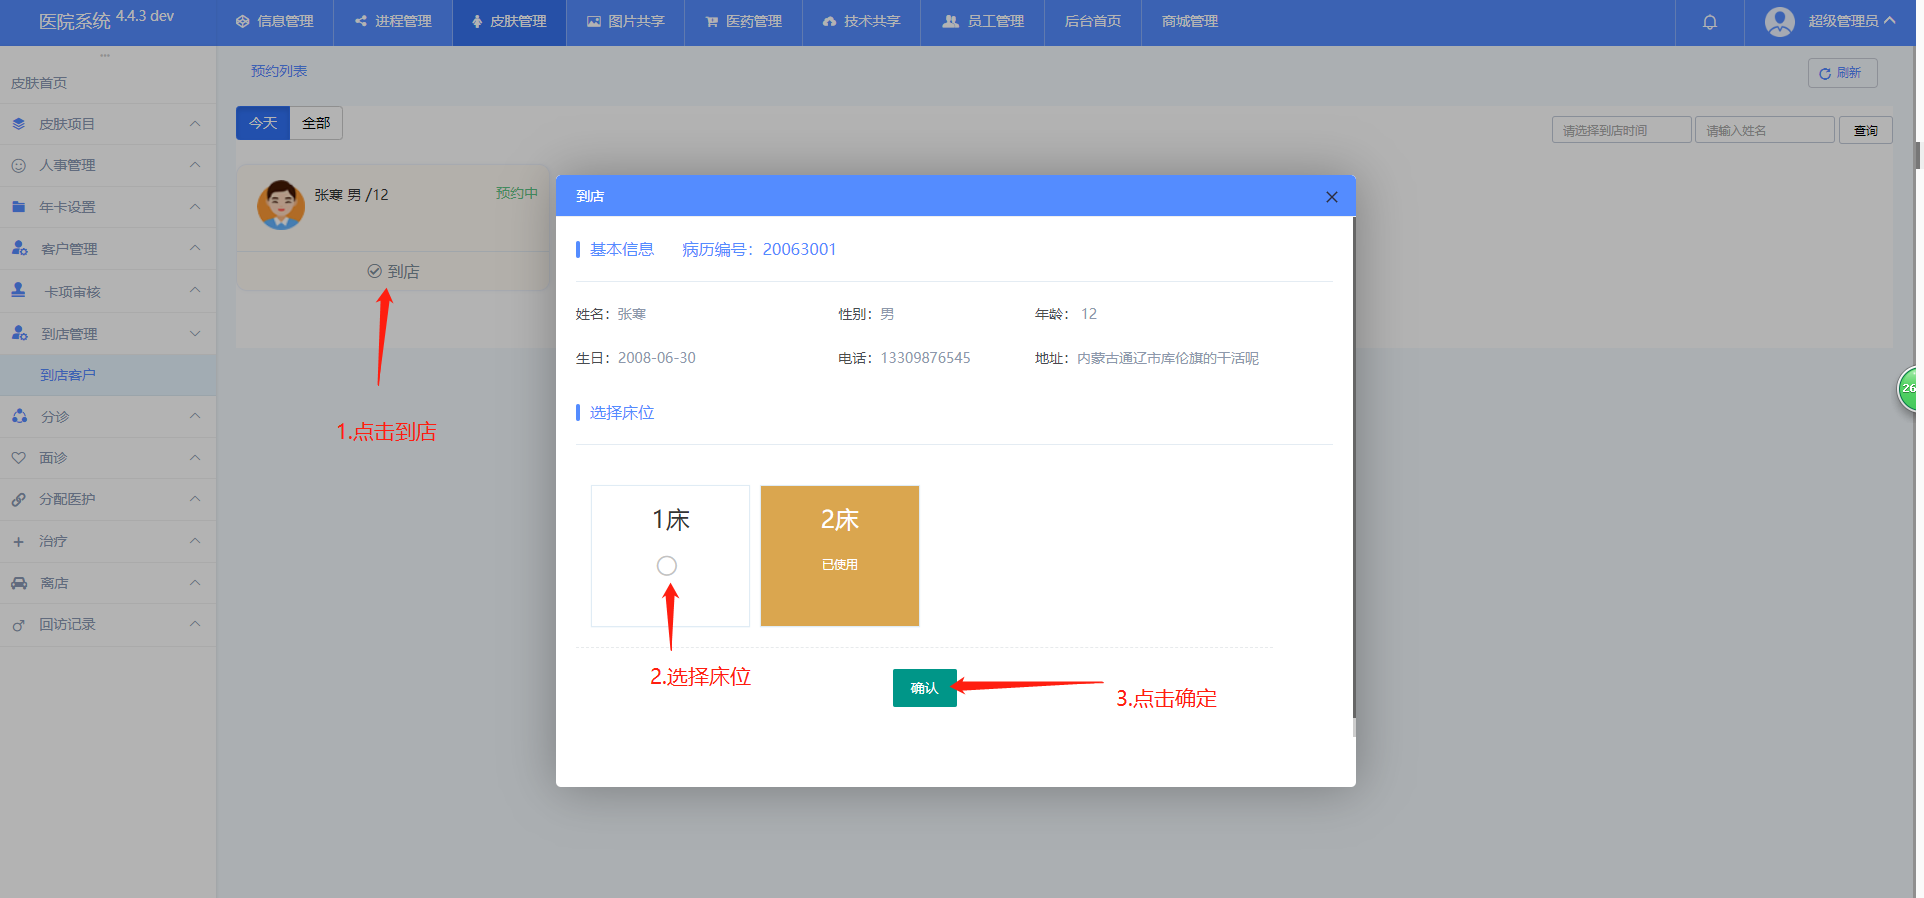 医院系统 4.4.3 dev
信息管理
进程管理
皮肤管理
图片共享
医药管理
技术共享
员工管理
后台首页
商城管理
超级管理员
皮肤首页
皮肤项目
人事管理
年卡设置
客户管理
卡项审核
到店管理
到店客户
分诊
面诊
分配医护
治疗
离店
回访记录
预约列表
刷新
今天
全部
请选择到店时间
请输入姓名
查询
张寒 男 /12
预约中
到店
1.点击到店
到店
基本信息 病历编号：20063001
姓名：张寒 性别：男 年龄： 12
生日：2008-06-30 电话：13309876545 地址：内蒙古通辽市库伦旗的干活呢
选择床位
1床
2床
已使用
2.选择床位
确认
3.点击确定
26